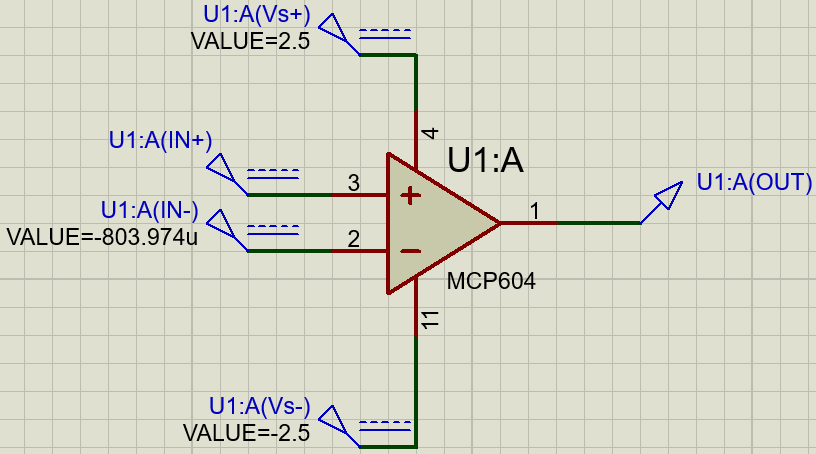 U1:A(Vs+)
VALUE=2.5
4
U1:A(IN+)
3
U1:A
U1:A(IN-)
VALUE=-803.974u
2
1
U1:A(OUT)
MCP604
11
U1:A(Vs-)
VALUE=-2.5